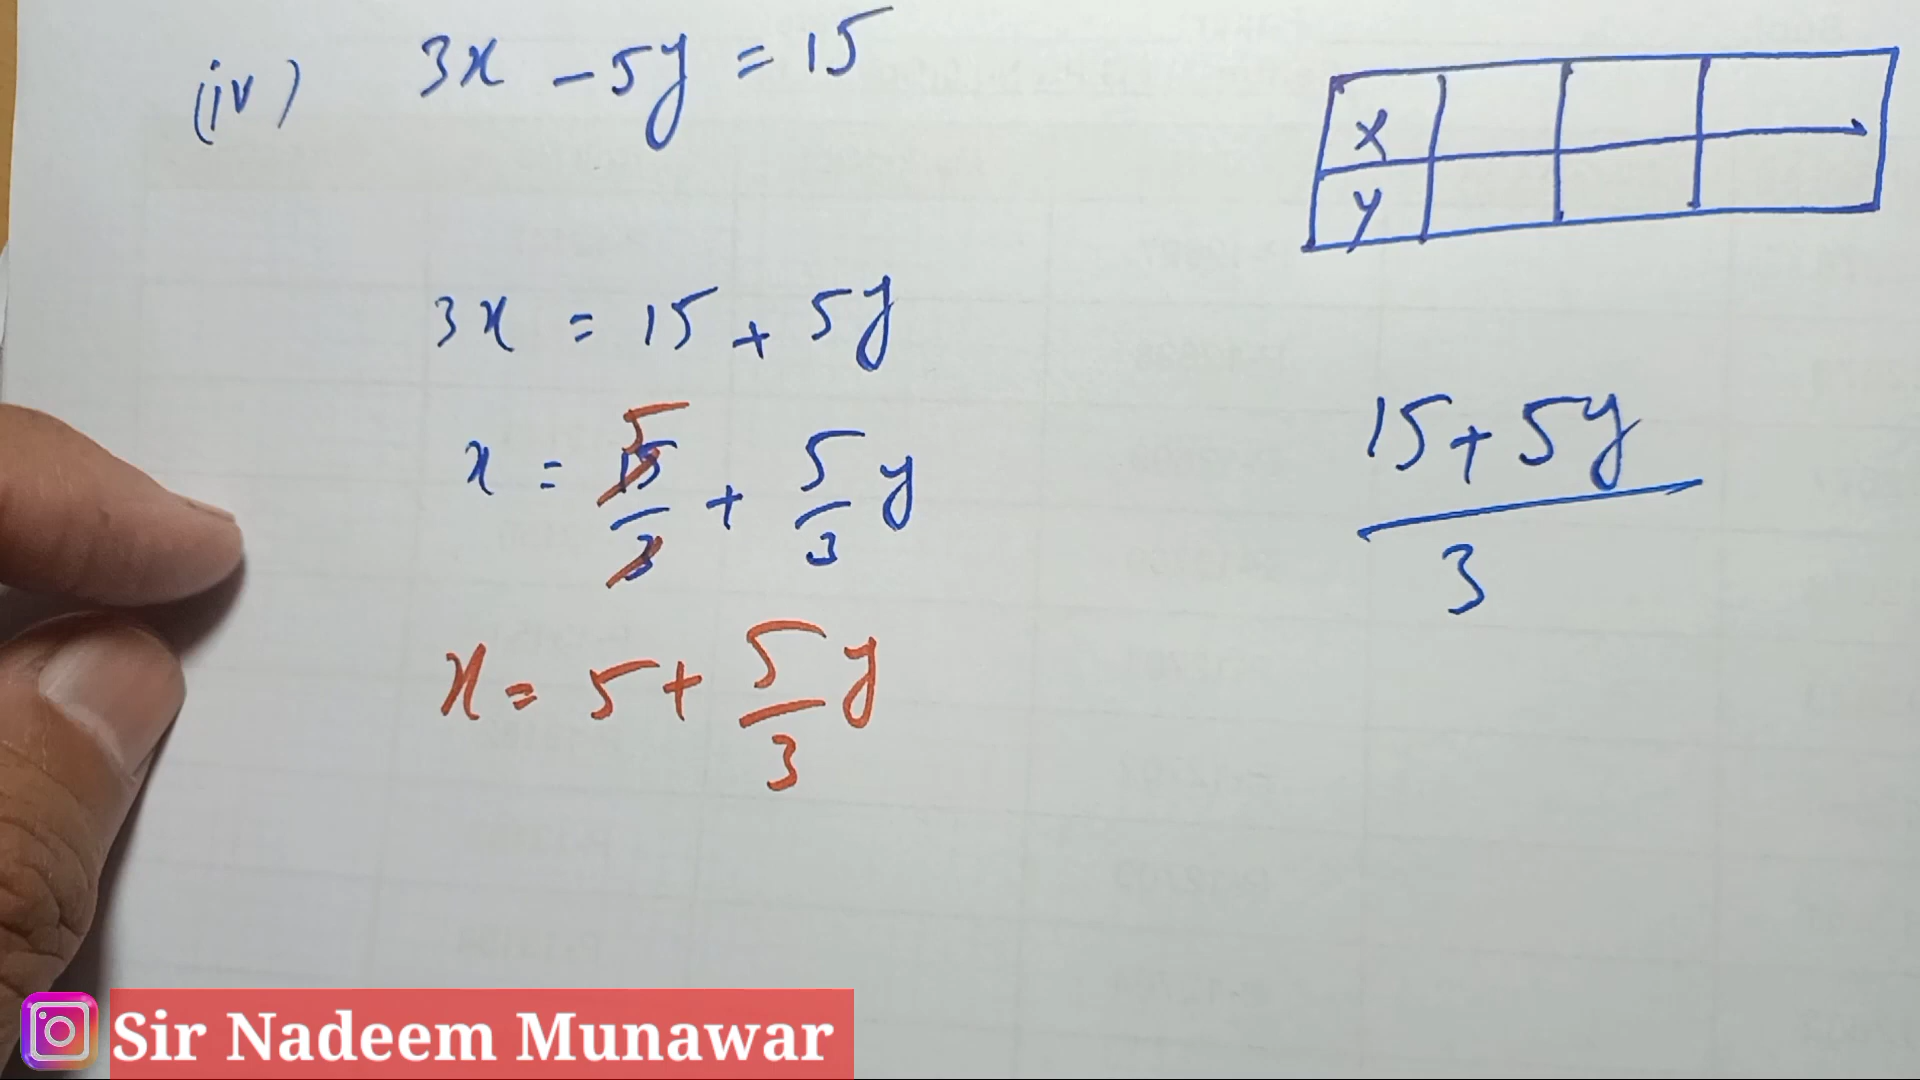 (iv) 3x - 5y = 15
x
y
3x = 15 + 5y
x = 15/3 + 5/3 y
5
15 + 5y
3
x = 5 + 5/3 y
Sir Nadeem Munawar